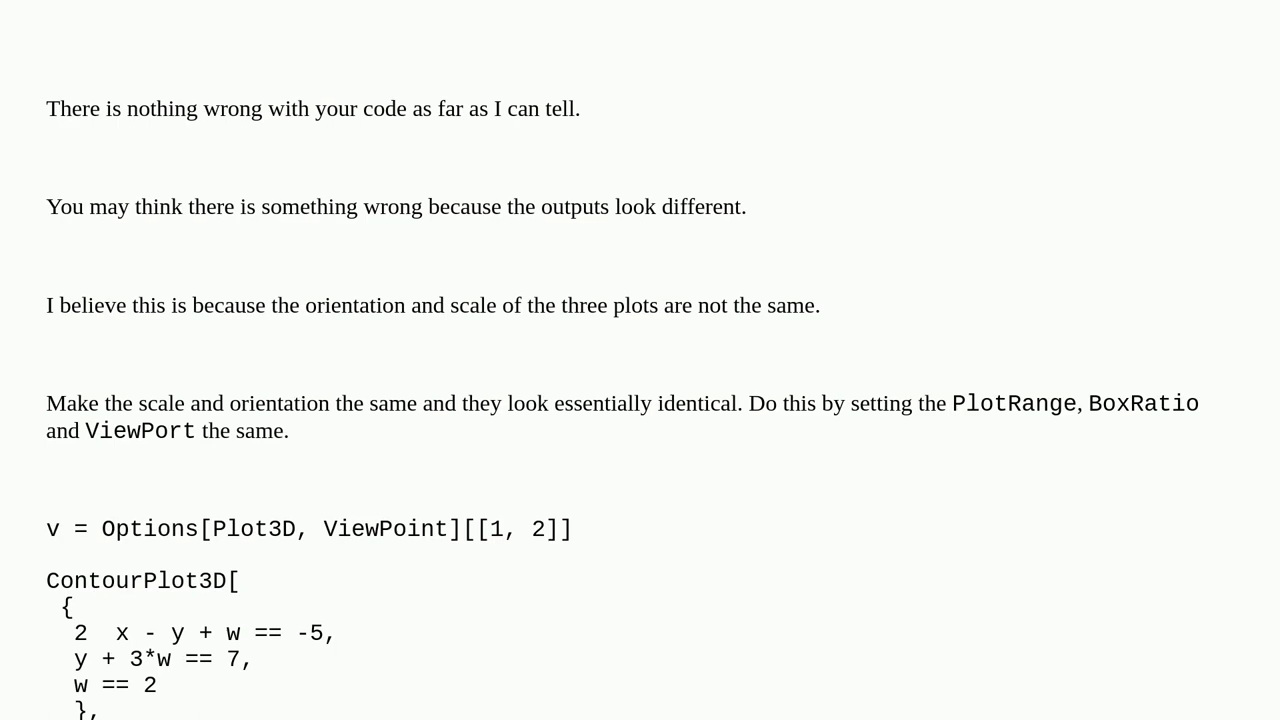 There is nothing wrong with your code as far as I can tell.
You may think there is something wrong because the outputs look different.
I believe this is because the orientation and scale of the three plots are not the same.
Make the scale and orientation the same and they look essentially identical. Do this by setting the PlotRange, BoxRatio
and ViewPort the same.
v = Options[Plot3D, ViewPoint][[1, 2]]
ContourPlot3D[
 {
  2  x - y + w == -5,
  y + 3*w == 7,
  w == 2
  },